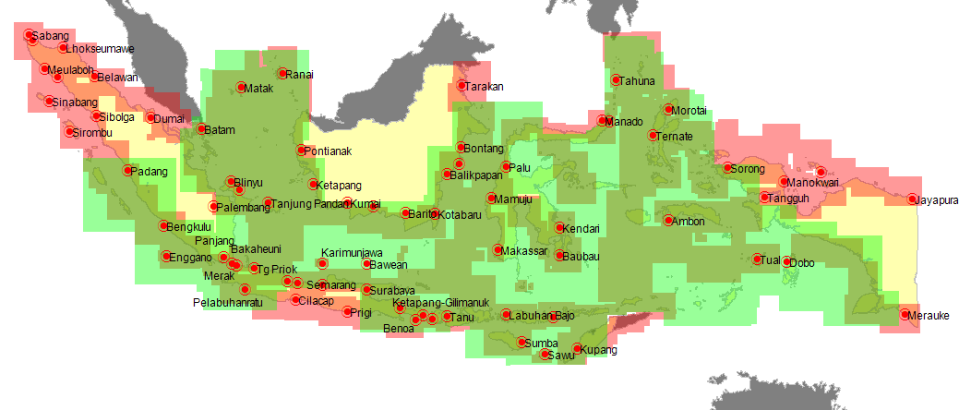 Sabang
Lhokseumawe
Meulaboh
Belawan
Sinabang
Sibolga
Dumai
Sirombu
Ranai
Matak
Batam
Tarakan
Tahuna
Morotai
Manado
Ternate
Pontianak
Bontang
Padang
Blinyu
Ketapang
Balikpapan
Palu
Sorong
Manokwari
Palembang
Tanjung Pandan
Kumai
Barito
Kotabaru
Mamuju
Tangguh
Jayapura
Bengkulu
Kendari
Ambon
Panjang
Bakaheuni
Karimunjawa
Makassar
Enggano
Merak
Tg Priok
Bawean
Baubau
Tual
Dobo
Pelabuhanratu
Semarang
Surabaya
Cilacap
Ketapang-Gilimanuk
Prigi
Benoa
Tanu
Labuhan Bajo
Merauke
Sumba
Sawu
Kupang